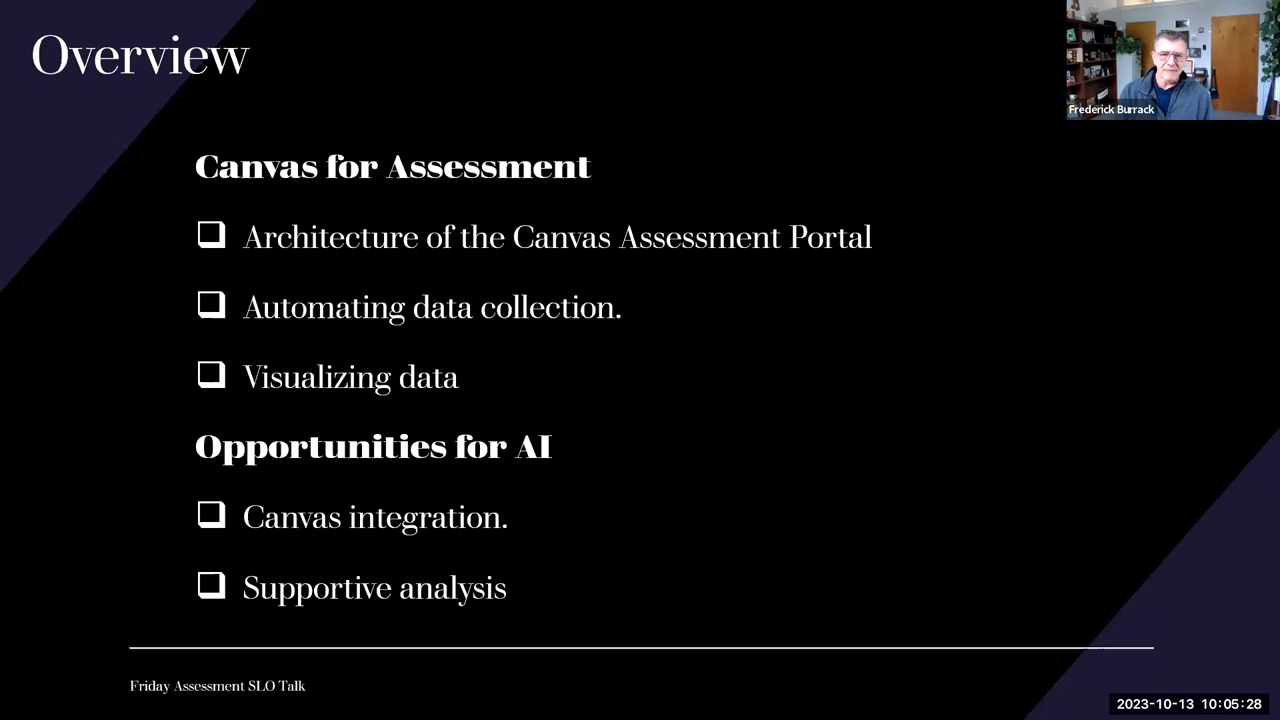 Overview
Frederick Burrack
Canvas for Assessment
Architecture of the Canvas Assessment Portal
Automating data collection.
Visualizing data
Opportunities for AI
Canvas integration.
Supportive analysis
Friday Assessment SLO Talk
2023-10-13 10:05:28